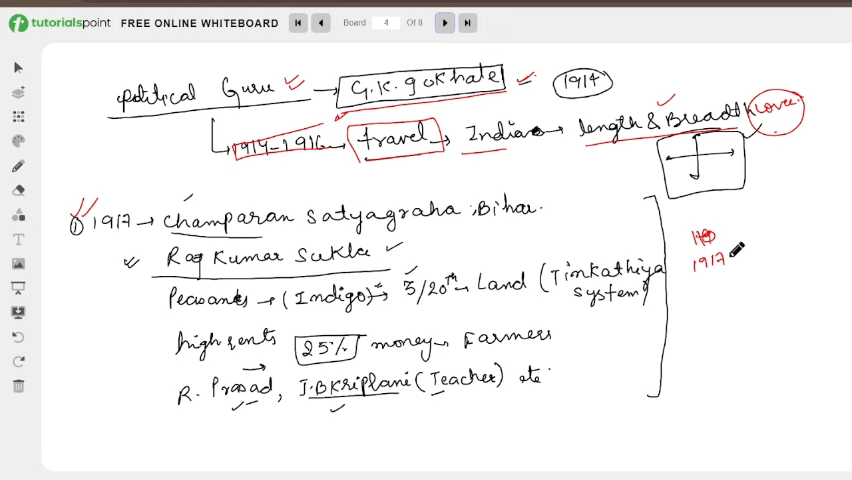 tutorialspoint FREE ONLINE WHITEBOARD Board 4 Of 8
political Guru → G.K. gokhale 1914
1914-1916 → travel → India → length & Breadth cover
① 1917 → Champaran Satyagraha, Bihar.
Raj Kumar Sukla
Peasants → (Indigo) → 3/20th → Land (Tinkathiya system)
high rents 25% money → Farmers
R. Prasad, J.B Kriplani (Teacher) etc.
1917